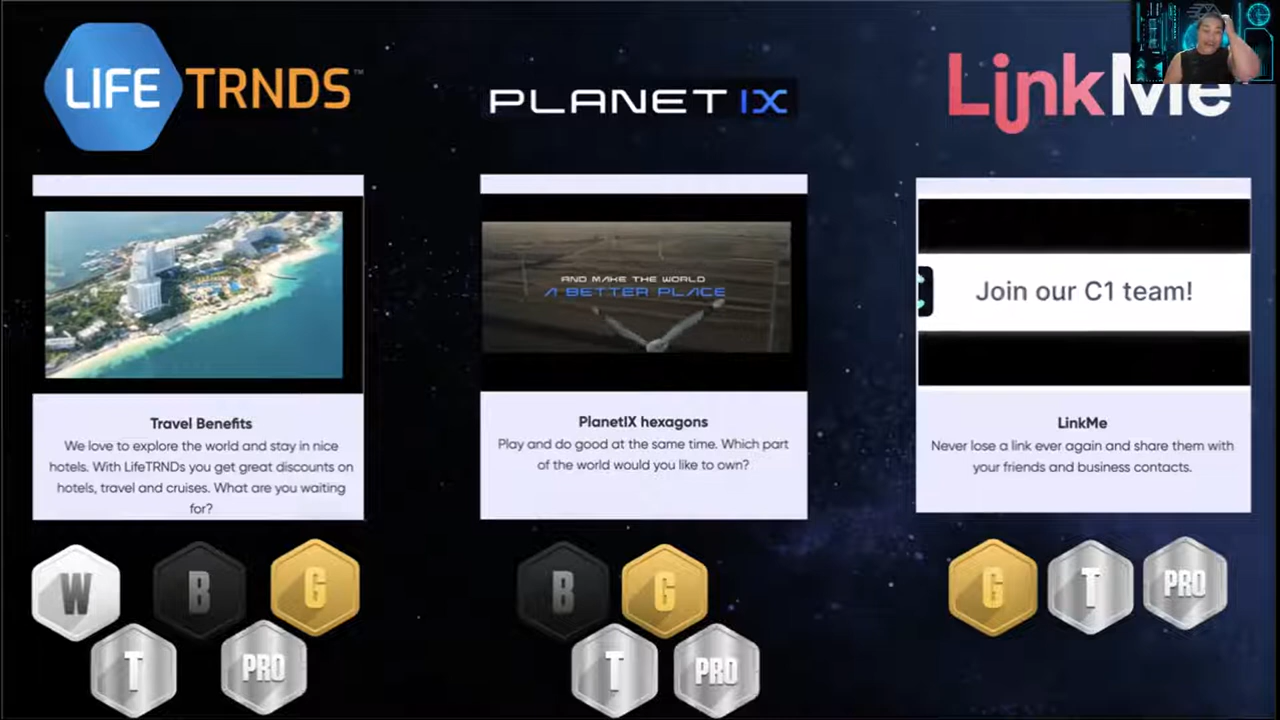 LIFE TRNDS™
PLANET IX
LinkMe
AND MAKE THE WORLD
A BETTER PLACE
Join our C1 team!
Travel Benefits
We love to explore the world and stay in nice
hotels. With LifeTRNDs you get great discounts on
hotels, travel and cruises. What are you waiting
for?
PlanetIX hexagons
Play and do good at the same time. Which part
of the world would you like to own?
LinkMe
Never lose a link ever again and share them with
your friends and business contacts.
W B G
T PRO
B G
T PRO
G T PRO